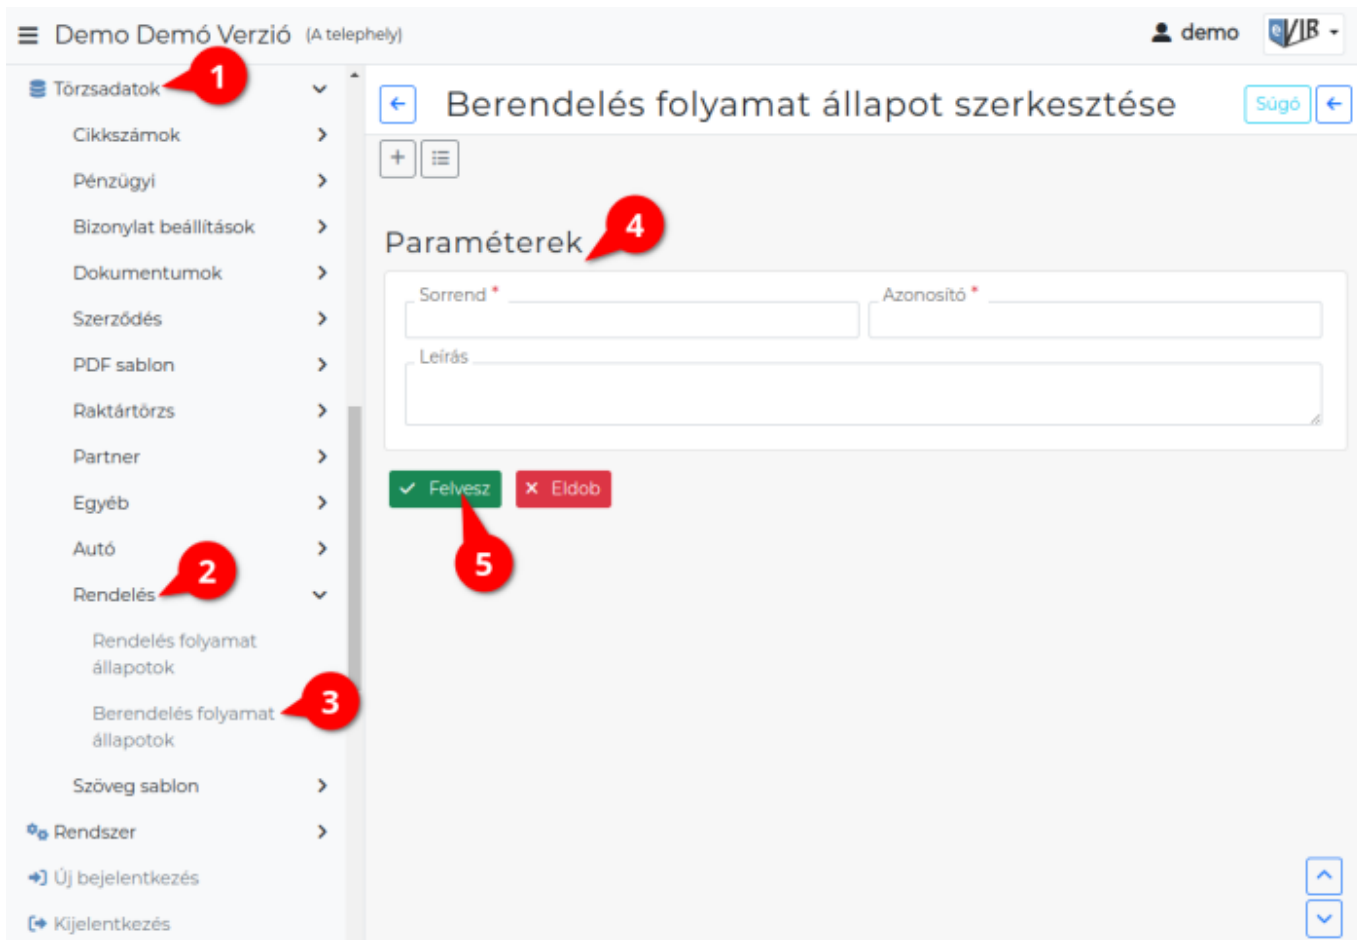 Demo Demó Verzió (A telephely)
demo
eVIR
Törzsadatok
1
Cikkszámok
Pénzügyi
Bizonylat beállítások
Dokumentumok
Szerződés
PDF sablon
Raktártörzs
Partner
Egyéb
Autó
Rendelés
2
Rendelés folyamat
állapotok
Berendelés folyamat
állapotok
3
Szöveg sablon
Rendszer
Új bejelentkezés
Kijelentkezés
Berendelés folyamat állapot szerkesztése
Súgó
Paraméterek
4
Sorrend *
Azonosító *
Leírás
Felvesz
Eldob
5